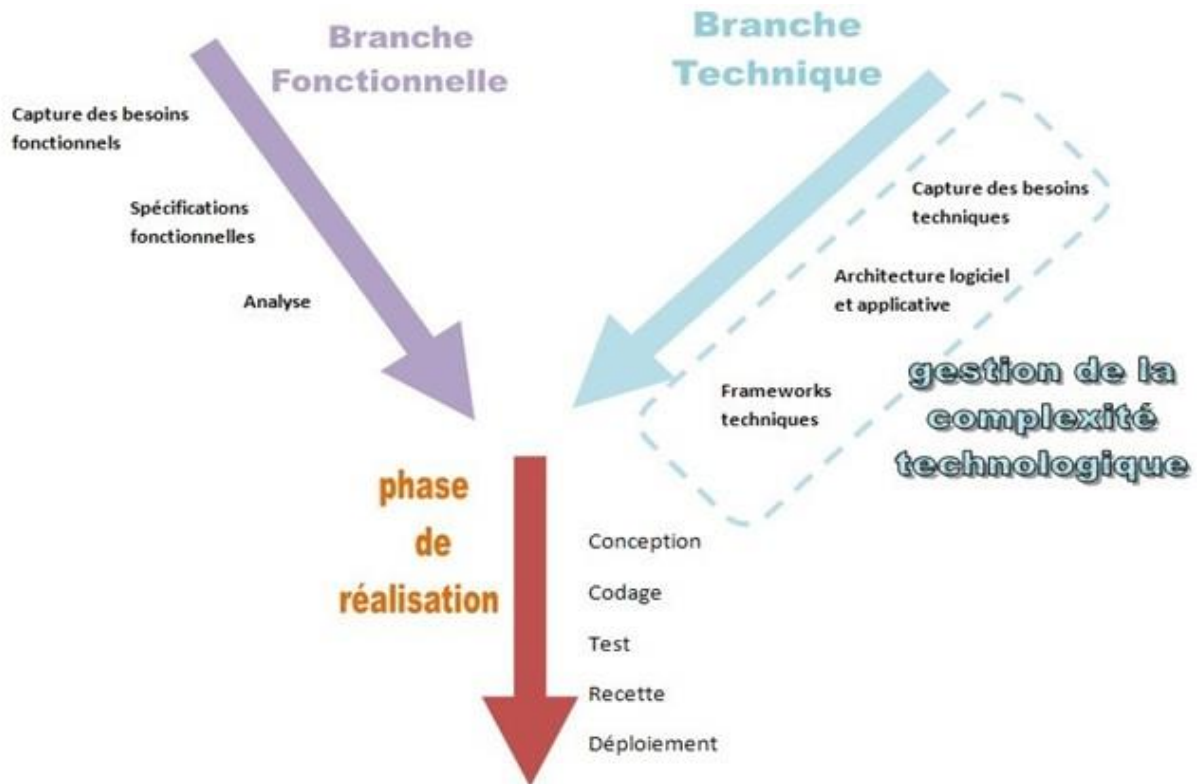 Branche
Fonctionnelle
Capture des besoins
fonctionnels
Spécifications
fonctionnelles
Analyse
Branche
Technique
Capture des besoins
techniques
Architecture logiciel
et applicative
Frameworks
techniques
gestion de la
complexité
technologique
phase
de
réalisation
Conception
Codage
Test
Recette
Déploiement